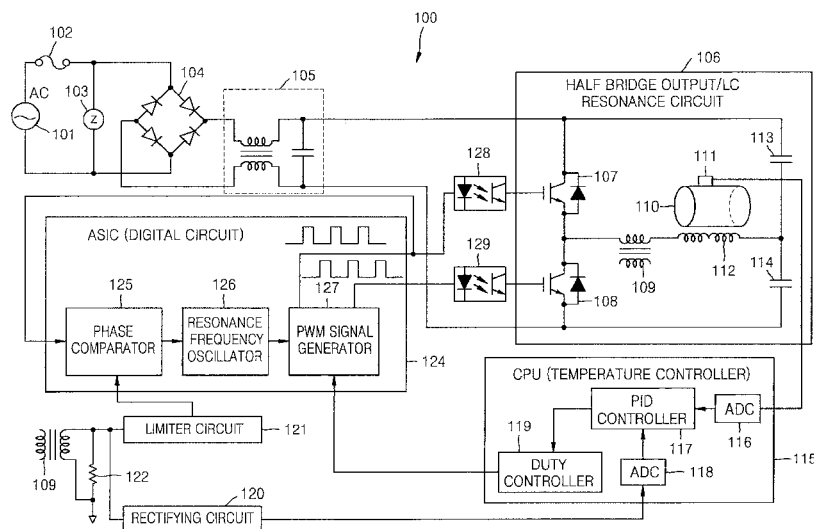 100
102
104
105
106
HALF BRIDGE OUTPUT/LC
RESONANCE CIRCUIT
AC
103
Z
101
113
128
107
111
110
ASIC (DIGITAL CIRCUIT)
129
109
112
114
108
125
126
127
PHASE
COMPARATOR
RESONANCE
FREQUENCY
OSCILLATOR
PWM SIGNAL
GENERATOR
124
CPU (TEMPERATURE CONTROLLER)
PID
CONTROLLER
117
ADC
116
119
DUTY
CONTROLLER
ADC
118
115
LIMITER CIRCUIT
121
109
122
120
RECTIFYING CIRCUIT